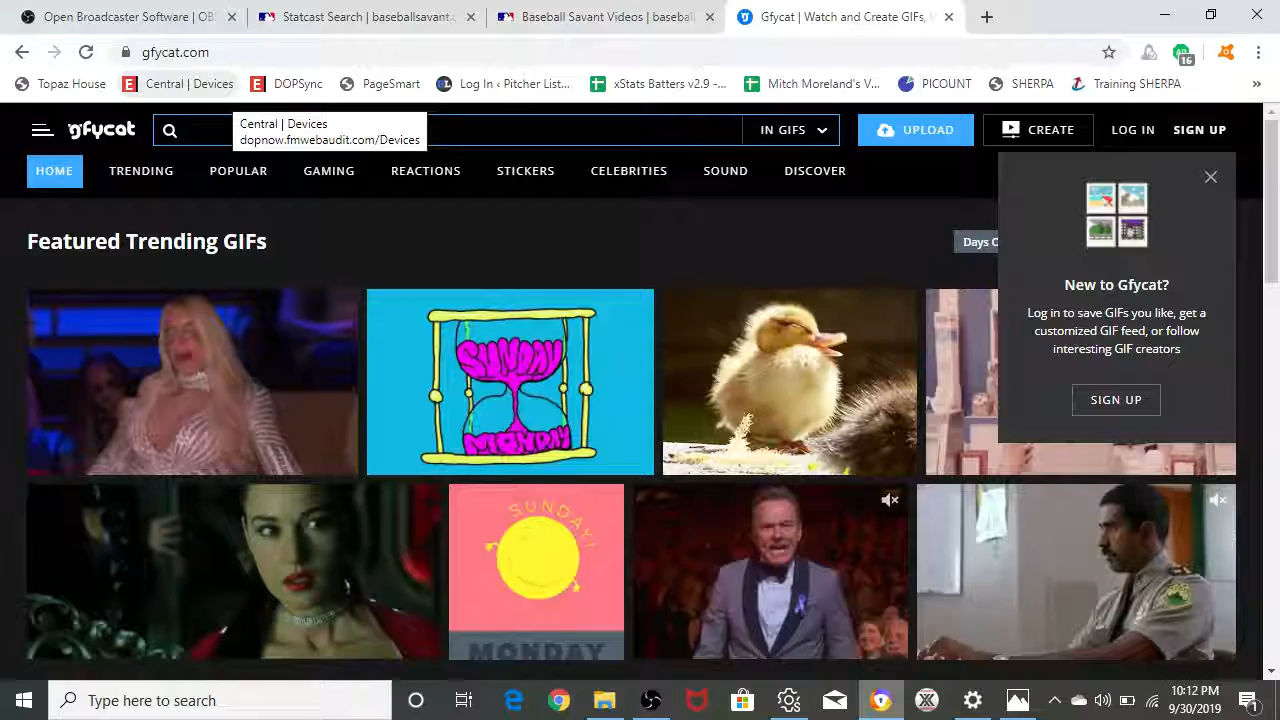 Open Broadcaster Software | OBS
Statcast Search | baseballsavant.
Baseball Savant Videos | baseball
Gfycat | Watch and Create GIFs,
gfycat.com
16
Topaz House
Central | Devices
DOPSync
PageSmart
Log In ‹ Pitcher List...
xStats Batters v2.9 -...
Mitch Moreland's V...
PICOUNT
SHERPA
Training SHERPA
»
Central | Devices
dopnow.fmwebaudit.com/Devices
gfycat
IN GIFS
UPLOAD
CREATE
LOG IN
SIGN UP
HOME
TRENDING
POPULAR
GAMING
REACTIONS
STICKERS
CELEBRITIES
SOUND
DISCOVER
Featured Trending GIFs
Days O
New to Gfycat?
Log in to save GIFs you like, get a
customized GIF feed, or follow
interesting GIF creators
SIGN UP
SUNDAY
MONDAY
SUNDAY!
MONDAY
Type here to search
10:12 PM
9/30/2019
1